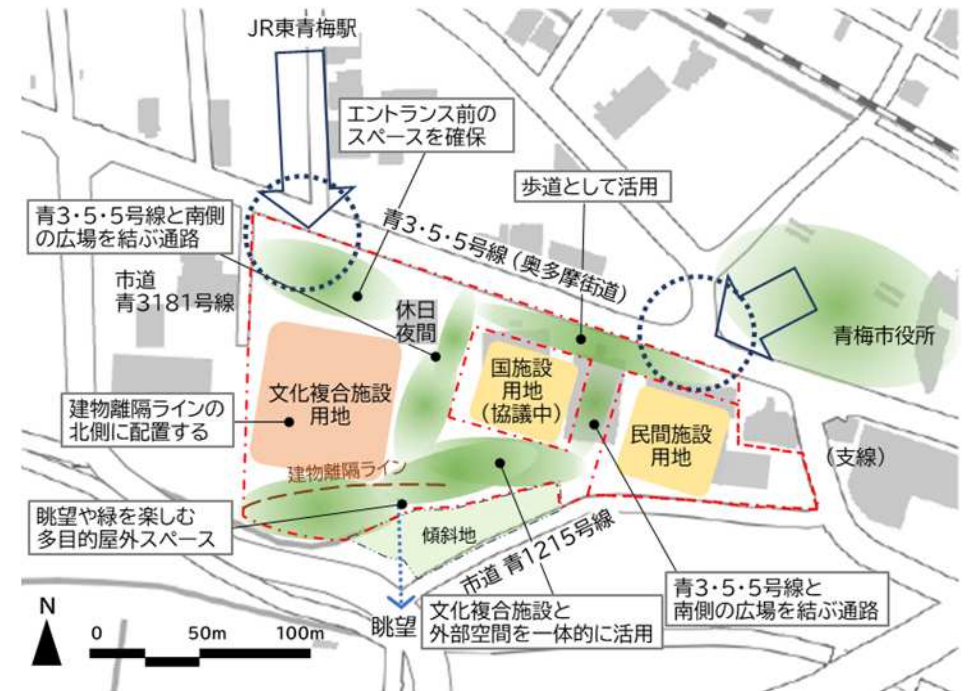 JR東青梅駅
エントランス前の
スペースを確保
歩道として活用
青3・5・5号線と南側
の広場を結ぶ通路
青3・5・5号線(奥多摩街道)
市道
青3181号線
休日
夜間
青梅市役所
国施設
用地
(協議中)
文化複合施設
用地
民間施設
用地
建物離隔ラインの
北側に配置する
(支線)
建物離隔ライン
眺望や緑を楽しむ
多目的屋外スペース
傾斜地
市道 青1215号線
青3・5・5号線と
南側の広場を結ぶ通路
文化複合施設と
外部空間を一体的に活用
眺望
N
0 50m 100m